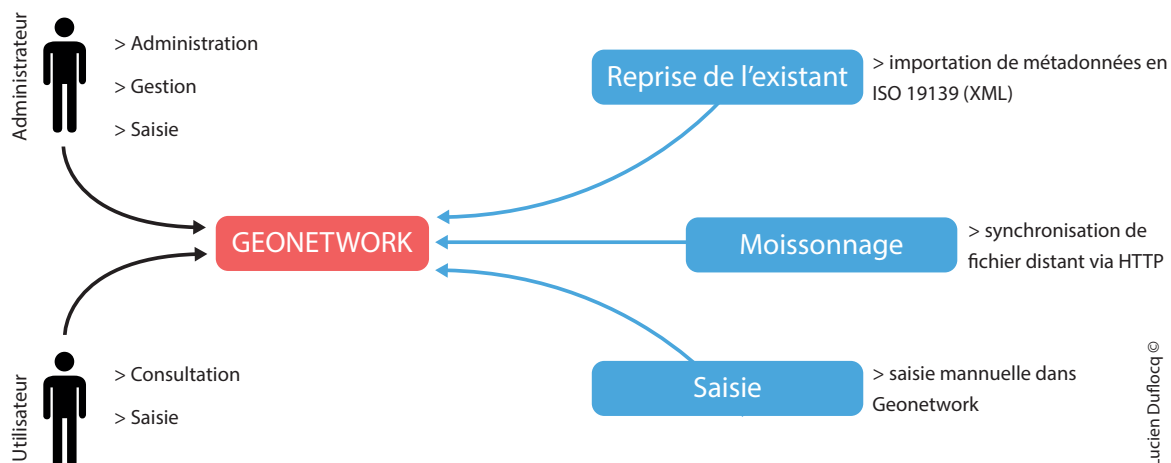 Administrateur
> Administration
> Gestion
> Saisie
Reprise de l'existant
> importation de métadonnées en
ISO 19139 (XML)
GEONETWORK
Moissonnage
> synchronisation de
fichier distant via HTTP
Utilisateur
> Consultation
> Saisie
Saisie
> saisie mannuelle dans
Geonetwork
Lucien Duflocq ©